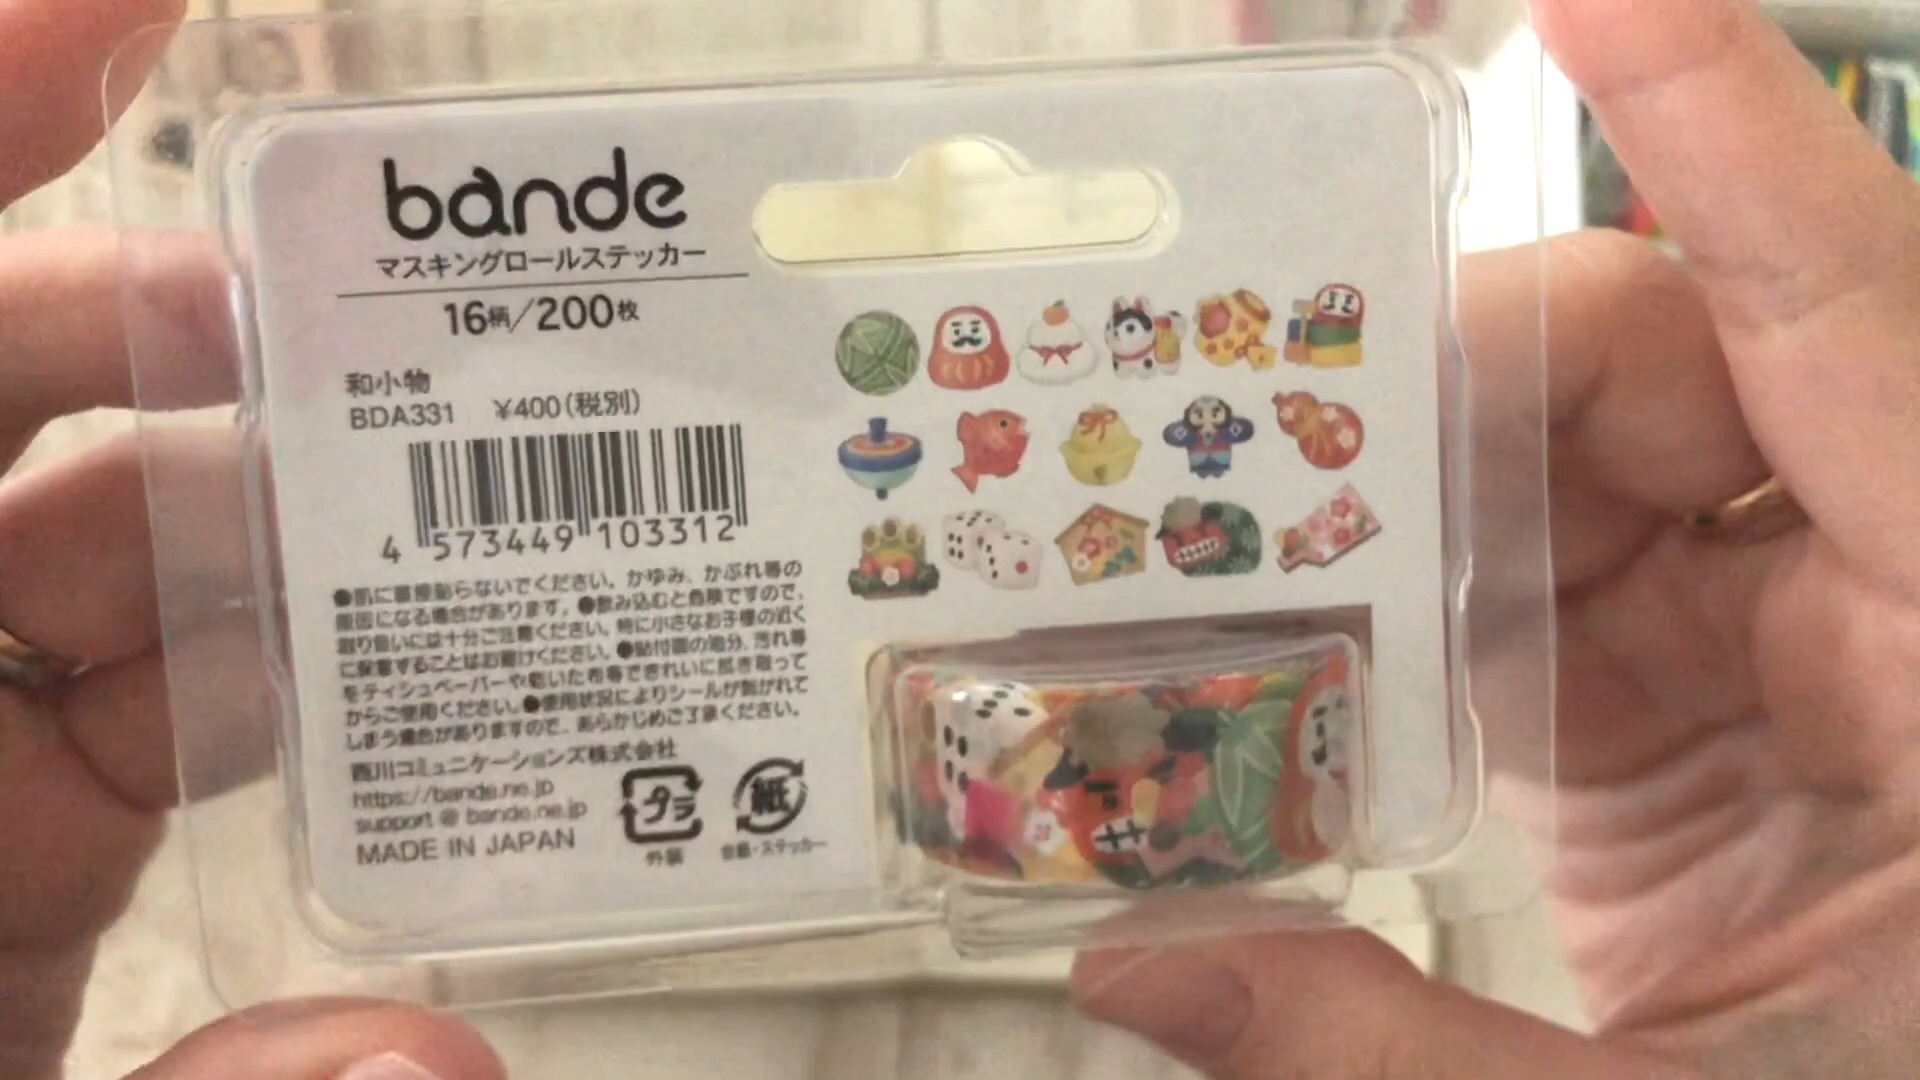 bande
マスキングロールステッカー
16柄/200枚
和小物
BDA331 ¥400(税別)
4 573449 103312
●肌に直接貼らないでください。かゆみ、かぶれ等の
原因になる場合があります。●飲み込むと危険ですので、
取り扱いには十分ご注意ください。特に小さなお子様の近く
に保管することはお避けください。●貼付面の油分、汚れ等
をティシュペーパーや乾いた布等できれいに拭き取って
からご使用ください。●使用状況によりシールが剥がれて
しまう場合がありますので、あらかじめご了承ください。
西川コミュニケーションズ株式会社
https://bande.ne.jp
support @ bande.ne.jp
MADE IN JAPAN
プラ
外装
紙
台紙・ステッカー